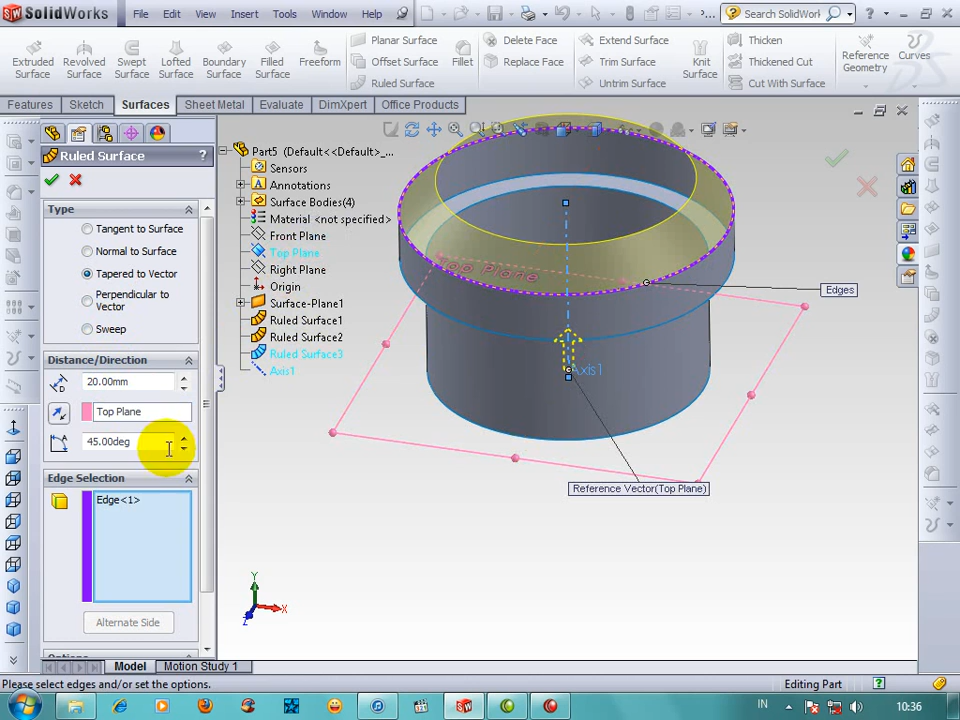 SolidWorks
File Edit View Insert Tools Window Help
Search SolidWork
Extruded Surface
Revolved Surface
Swept Surface
Lofted Surface
Boundary Surface
Filled Surface
Freeform
Planar Surface
Offset Surface
Ruled Surface
Fillet
Delete Face
Replace Face
Extend Surface
Trim Surface
Untrim Surface
Knit Surface
Thicken
Thickened Cut
Cut With Surface
Reference Geometry
Curves
Features Sketch Surfaces Sheet Metal Evaluate DimXpert Office Products
Ruled Surface ?
Type
Tangent to Surface
Normal to Surface
Tapered to Vector
Perpendicular to
Vector
Sweep
Distance/Direction
20.00mm
Top Plane
45.00deg
Edge Selection
Edge<1>
Alternate Side
Part5 (Default<<Default>_...
Sensors
Annotations
Surface Bodies(4)
Material <not specified>
Front Plane
Top Plane
Right Plane
Origin
Surface-Plane1
Ruled Surface1
Ruled Surface2
Ruled Surface3
Axis1
Top Plane
Edges
Axis1
Reference Vector(Top Plane)
Y
X
Z
Model Motion Study 1
Please select edges and/or set the options.
Editing Part
IN
10:36